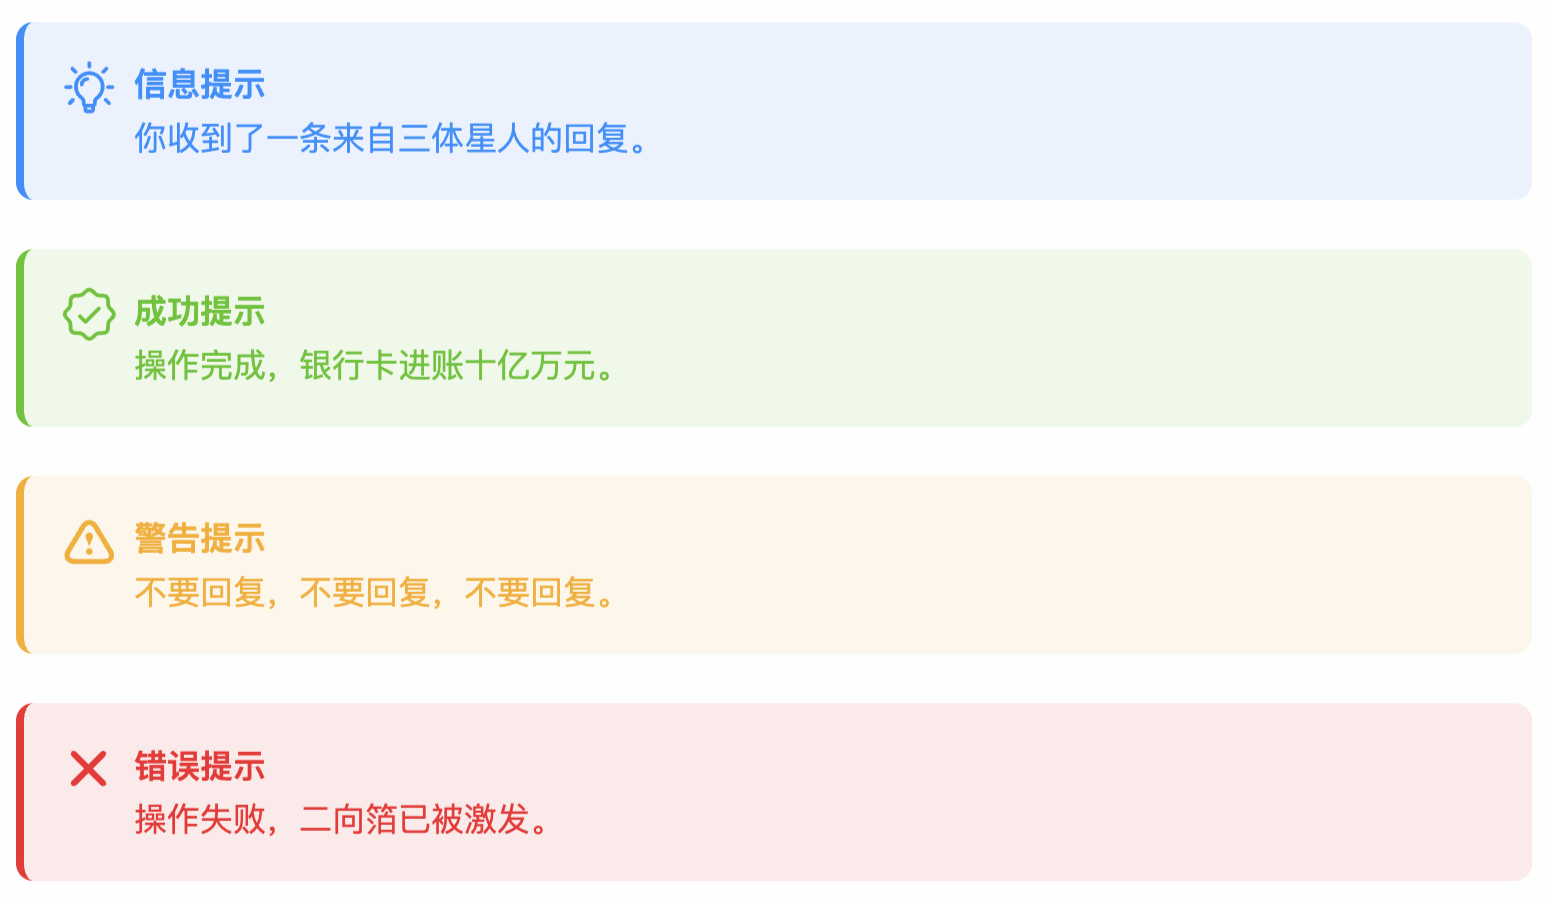 信息提示
你收到了一条来自三体星人的回复。
成功提示
操作完成，银行卡进账十亿万元。
警告提示
不要回复，不要回复，不要回复。
错误提示
操作失败，二向箔已被激发。